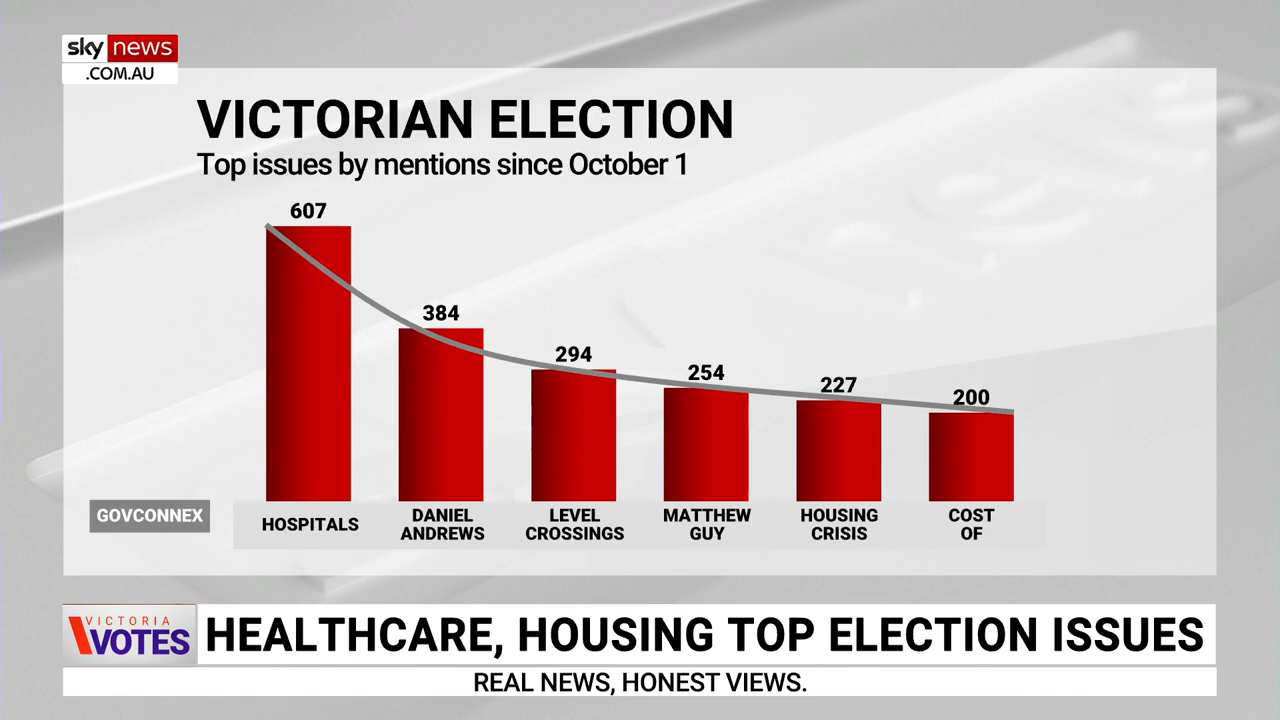 sky news
.COM.AU
VICTORIAN ELECTION
Top issues by mentions since October 1
607
384
294
254
227
200
GOVCONNEX
HOSPITALS
DANIEL
ANDREWS
LEVEL
CROSSINGS
MATTHEW
GUY
HOUSING
CRISIS
COST
OF
VICTORIA
VOTES
HEALTHCARE, HOUSING TOP ELECTION ISSUES
REAL NEWS, HONEST VIEWS.